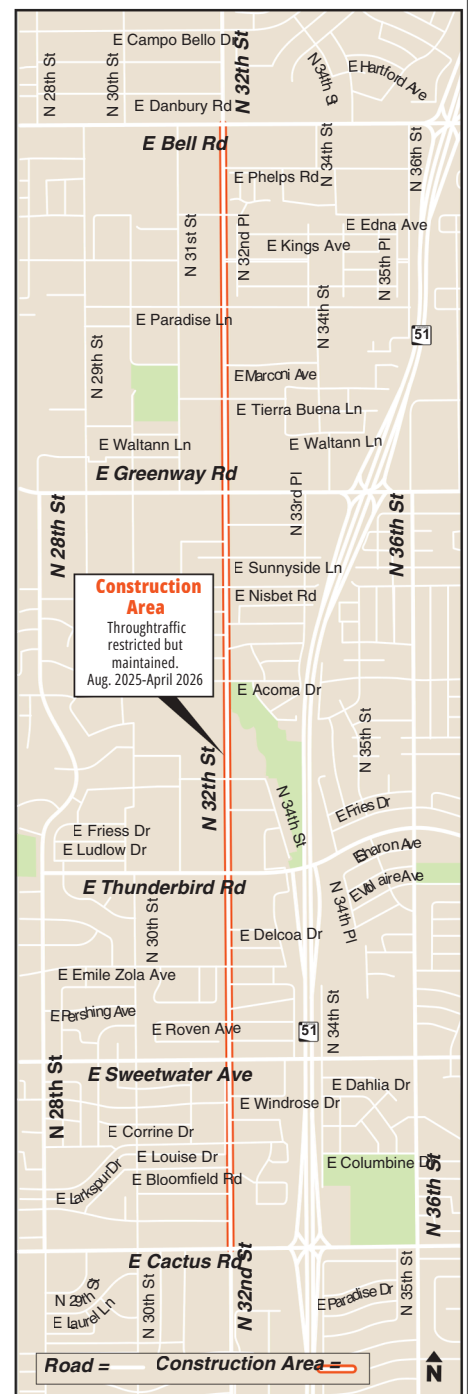 E Campo Bello D
N 32th St
N 28th St
N 30th St
N 34th S
E Hartford Ave
E Danbury Rd
E Bell Rd
N 34th St
N 36th St
E Phelps Rd
N 31st St
N 32nd Pl
E Edna Ave
E Kings Ave
N 35th Pl
N 34th St
E Paradise Ln
51
N 29th St
E Marconi Ave
E Tierra Buena Ln
E Waltann Ln
E Waltann Ln
E Greenway Rd
N 33rd Pl
N 28th St
N 36th St
E Sunnyside Ln
E Nisbet Rd
Construction
Area
Throughtraffic
restricted but
maintained.
Aug. 2025-April 2026
E Acoma Dr
N 35th St
N 32th St
N 34th St
E Fries Dr
E Friess Dr
E Ludlow Dr
E Sharon Ave
E Thunderbird Rd
E Voltaire Ave
N 34th Pl
N 30th St
E Delcoa Dr
E Emile Zola Ave
E Pershing Ave
E Roven Ave
51
N 34th St
N 28th St
E Sweetwater Ave
E Dahlia Dr
E Windrose Dr
E Corrine Dr
E Louise Dr
E Columbine D
N 36th St
E Larkspur Dr
E Bloomfield Rd
E Cactus Rd
N 32nd St
N 29th St
E Laurel Ln
N 30th St
E Paradise Dr
N 35th St
Road =
Construction Area =
N